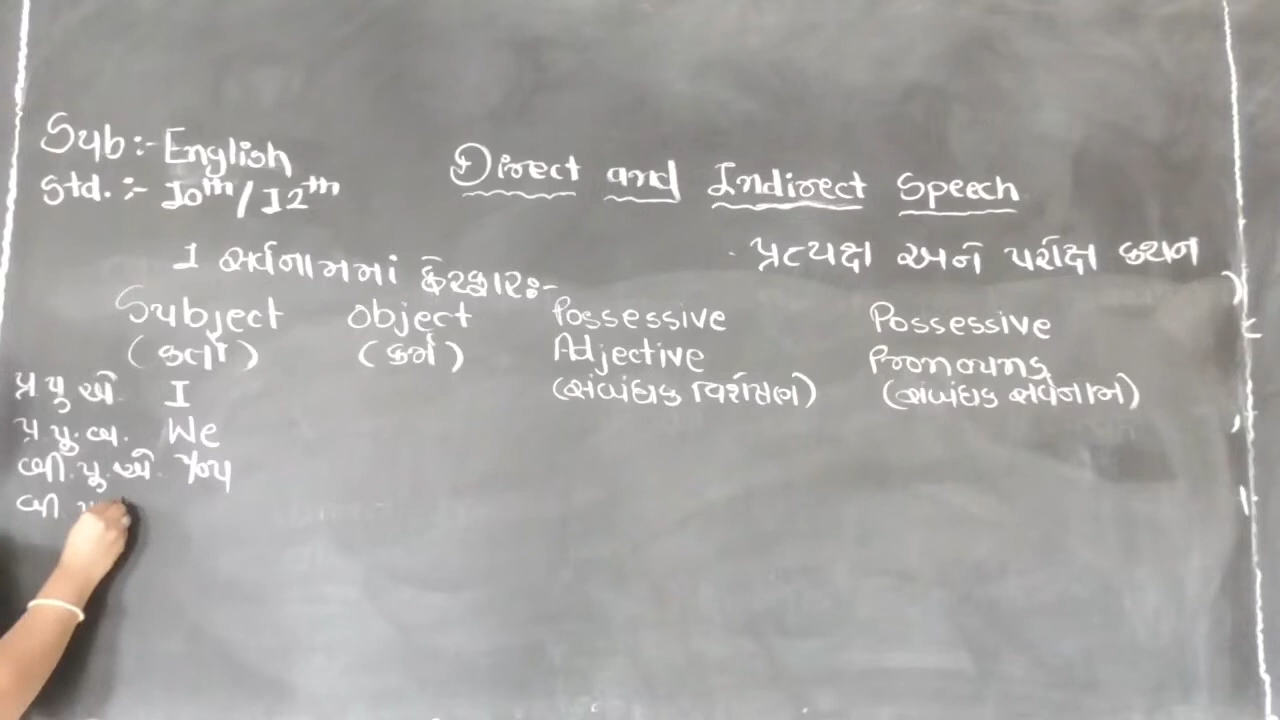 Sub:- English
Std.:- 10th/12th
Direct and Indirect Speech
પ્રત્યક્ષ અને પરોક્ષ કથન
1 સર્વનામમાં ફેરફાર:-
Subject Object Possessive Adjective Possessive Pronouns
(કર્તા) (કર્મ) (સંબંધક વિશેષણ) (સંબંધક સર્વનામ)
પ્ર પુ એ. I
પ્ર પુ.બ. We
બી.પુ.એ. You
બી